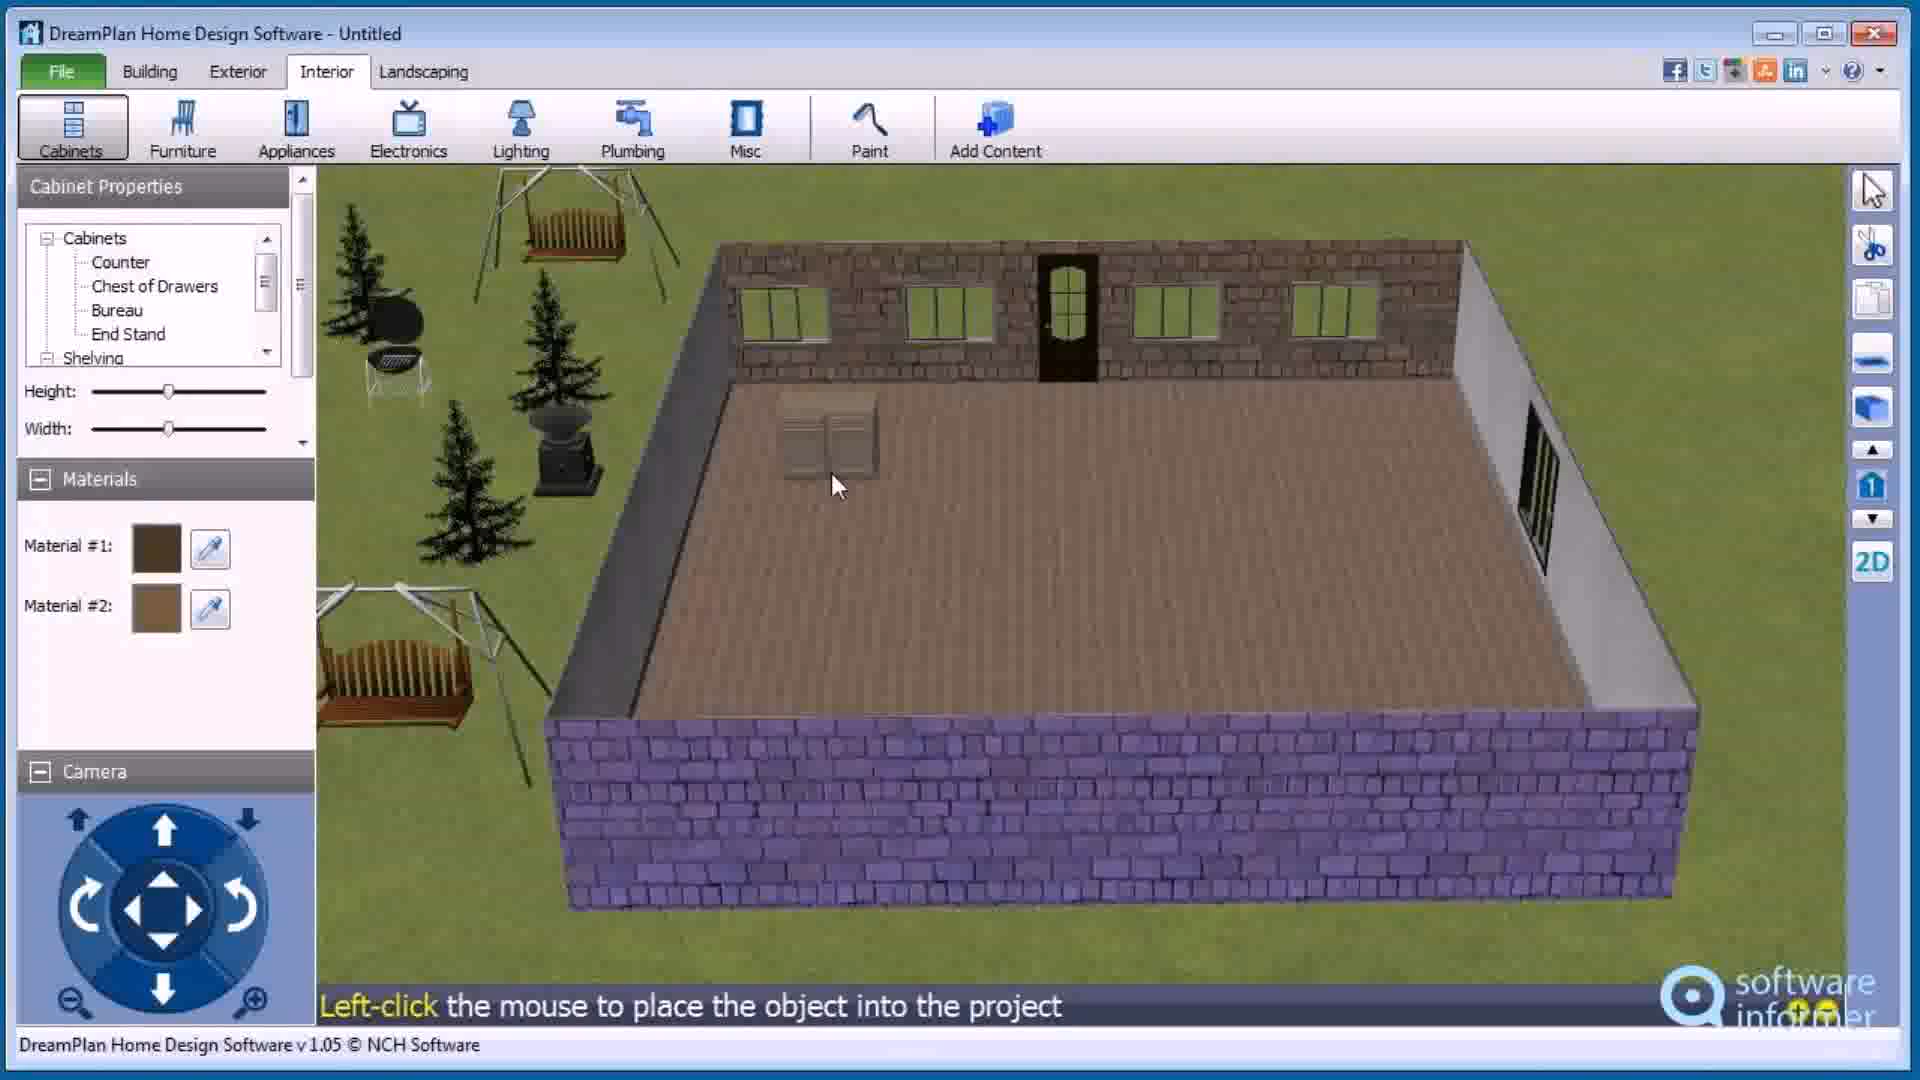 DreamPlan Home Design Software - Untitled
File Building Exterior Interior Landscaping
Cabinets Furniture Appliances Electronics Lighting Plumbing Misc Paint Add Content
Cabinet Properties
Cabinets
Counter
Chest of Drawers
Bureau
End Stand
Shelving
Height:
Width:
Materials
Material #1:
Material #2:
Camera
1
2D
Left-click the mouse to place the object into the project
software
informer
DreamPlan Home Design Software v 1.05 © NCH Software